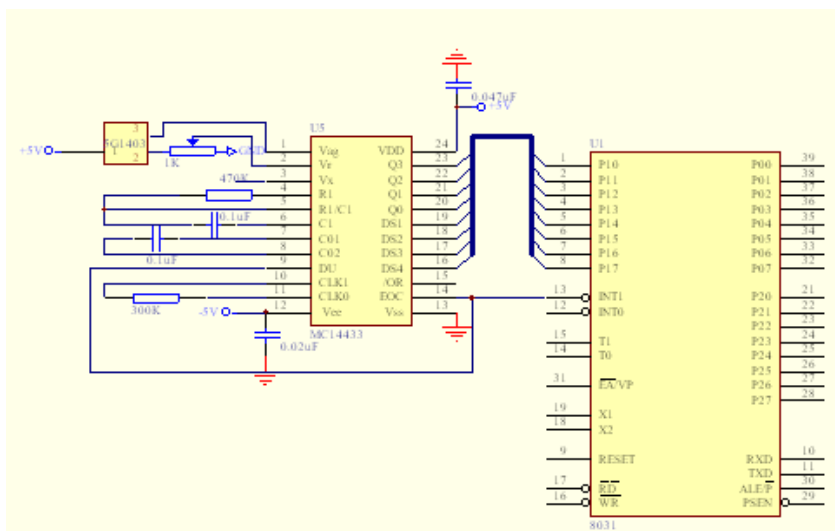 0.047uF
+5V
U5
U1
5G1403
3
1
2
+5V
1K
GND
470K
0.1uF
0.1uF
300K
-5V
0.02uF
MC14433
1 Vag VDD 24
2 Vr Q3 23
3 Vx Q2 22
4 R1 Q1 21
5 R1/C1 Q0 20
6 C1 DS1 19
7 C01 DS2 18
8 C02 DS3 17
9 DU DS4 16
10 CLK1 /OR 15
11 CLK0 EOC 14
12 Vee Vss 13
1 P10 P00 39
2 P11 P01 38
3 P12 P02 37
4 P13 P03 36
5 P14 P04 35
6 P15 P05 34
7 P16 P06 33
8 P17 P07 32
13 INT1 P20 21
12 INT0 P21 22
P22 23
15 T1 P23 24
14 T0 P24 25
P25 26
31 EA/VP P26 27
P27 28
19 X1
18 X2
9 RESET RXD 10
TXD 11
17 RD ALE/P 30
16 WR PSEN 29
8031